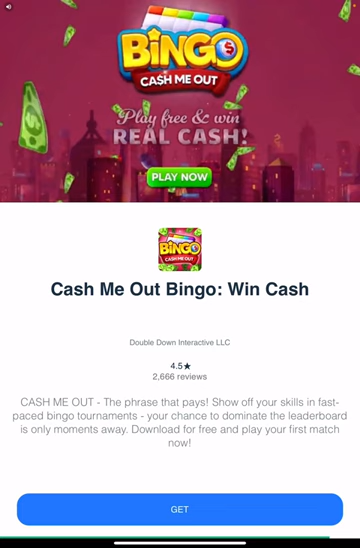 BINGO
CASH ME OUT
Play free & win
REAL CASH!
PLAY NOW
BINGO
CASH ME OUT
Cash Me Out Bingo: Win Cash
Double Down Interactive LLC
4.5★
2,666 reviews
CASH ME OUT - The phrase that pays! Show off your skills in fast-
paced bingo tournaments - your chance to dominate the leaderboard
is only moments away. Download for free and play your first match
now!
GET